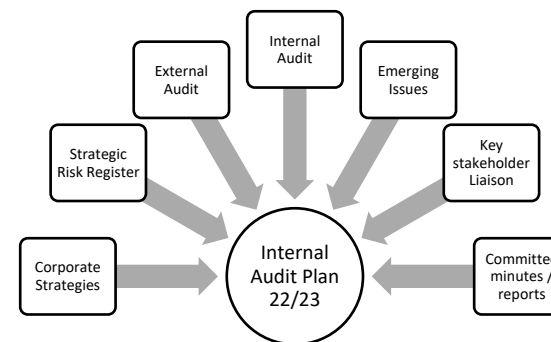 Internal
Audit
External
Audit
Emerging
Issues
Strategic
Risk Register
Key
stakeholder
Liaison
Corporate
Strategies
Internal
Audit Plan
22/23
Committe
minutes /
reports